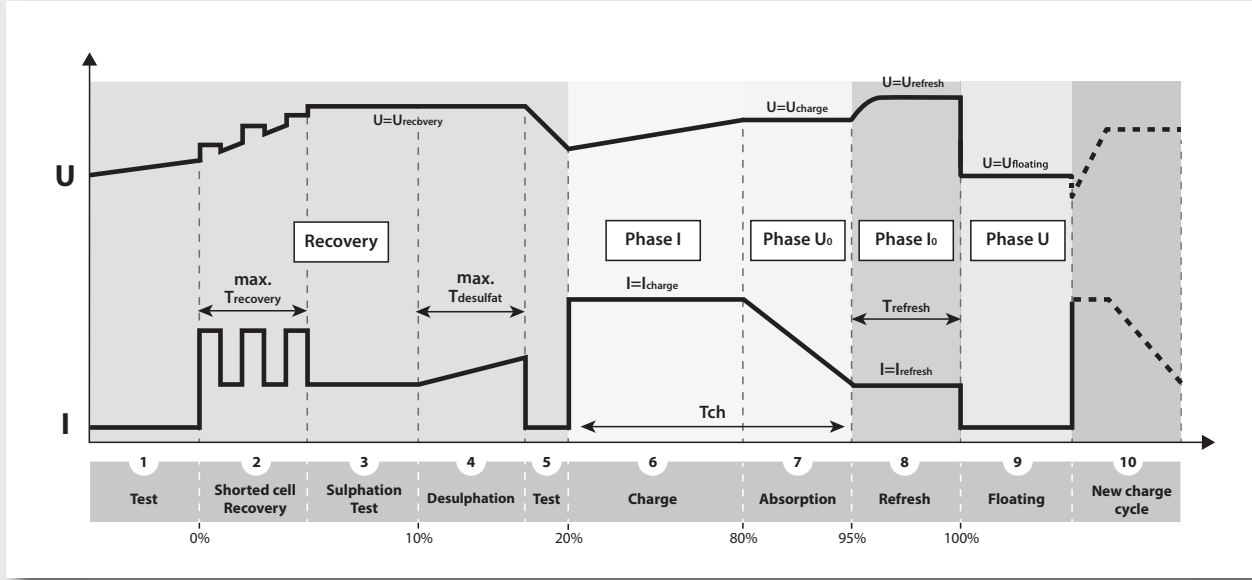 U=Urefresh
U=Ucharge
U=Urecovery
U=Ufloating
U
Recovery
Phase I
Phase U0
Phase I0
Phase U
max.
Trecovery
max.
Tdesulfat
I=Icharge
Trefresh
I=Irefresh
Tch
I
1
2
3
4
5
6
7
8
9
10
Test
Shorted cell
Recovery
Sulphation
Test
Desulphation
Test
Charge
Absorption
Refresh
Floating
New charge
cycle
0%
10%
20%
80%
95%
100%